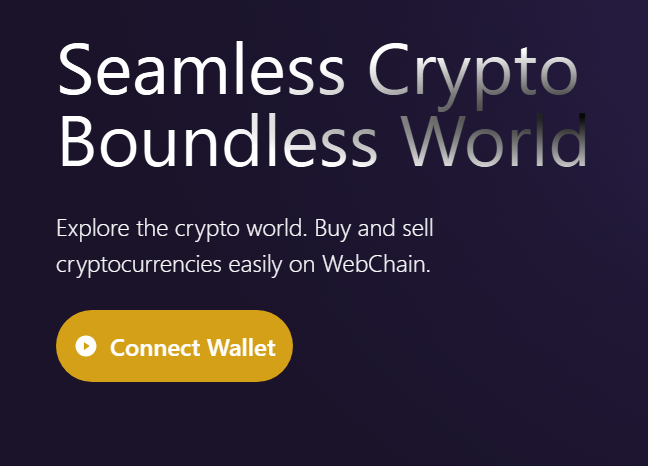 Seamless Crypto
Boundless World
Explore the crypto world. Buy and sell
cryptocurrencies easily on WebChain.
Connect Wallet